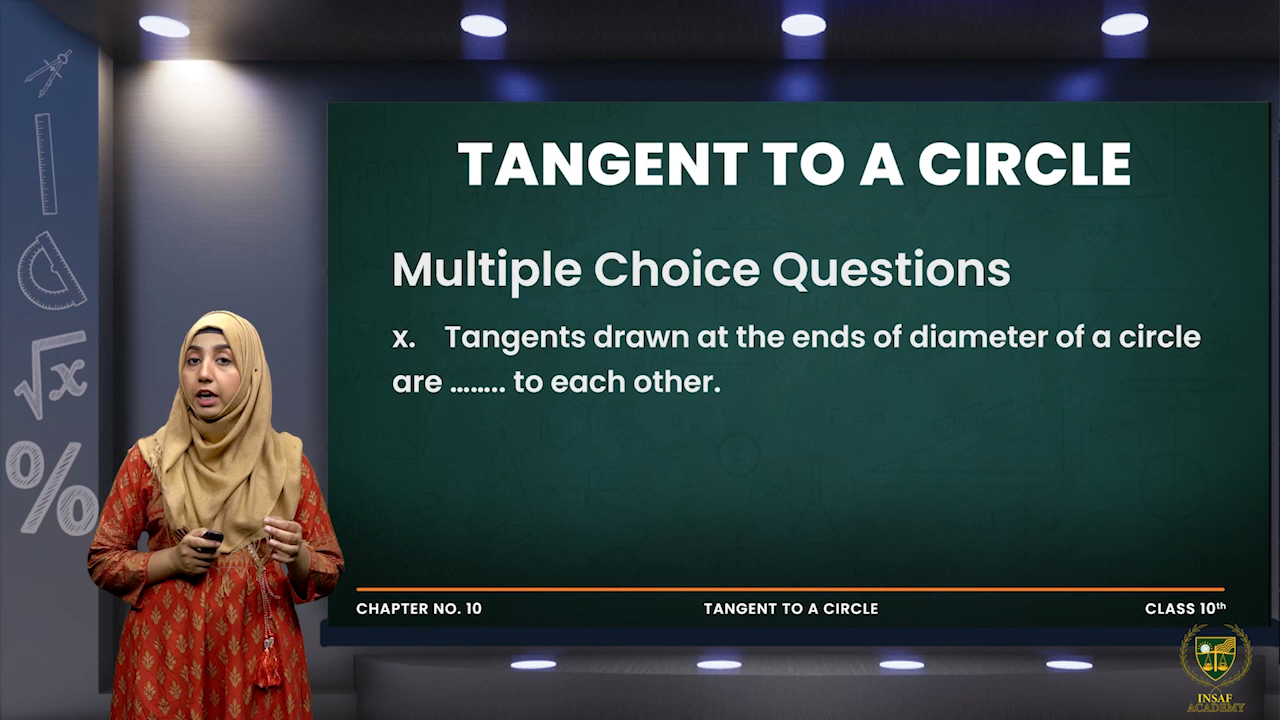 TANGENT TO A CIRCLE
Multiple Choice Questions
x. Tangents drawn at the ends of diameter of a circle
are …….. to each other.
CHAPTER NO. 10 TANGENT TO A CIRCLE CLASS 10th
INSAF
ACADEMY
√x
%